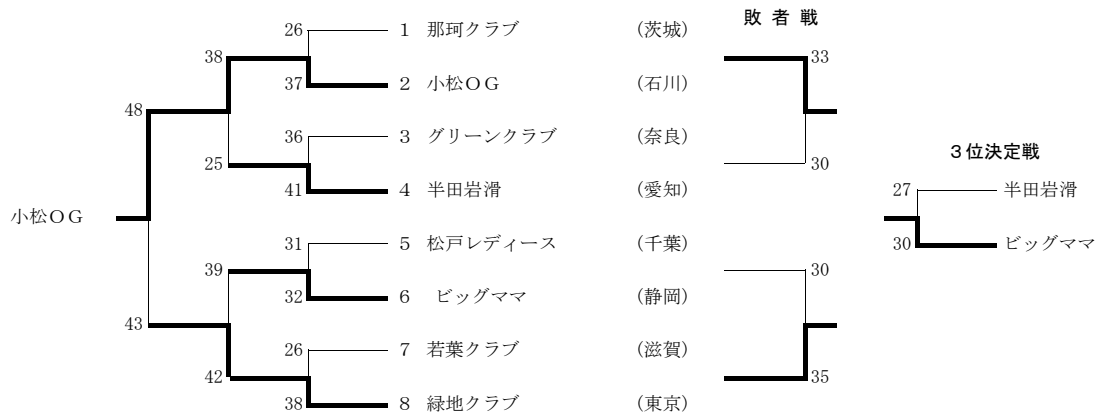 敗 者 戦
26 1 那珂クラブ (茨城)
38 33
37 2 小松OG (石川)
48
36 3 グリーンクラブ (奈良)
25 30
3位決定戦
41 4 半田岩滑 (愛知) 27 半田岩滑
小松OG
31 5 松戸レディース (千葉) 30 ビッグママ
39 30
32 6 ビッグママ (静岡)
43
26 7 若葉クラブ (滋賀)
42 35
38 8 緑地クラブ (東京)